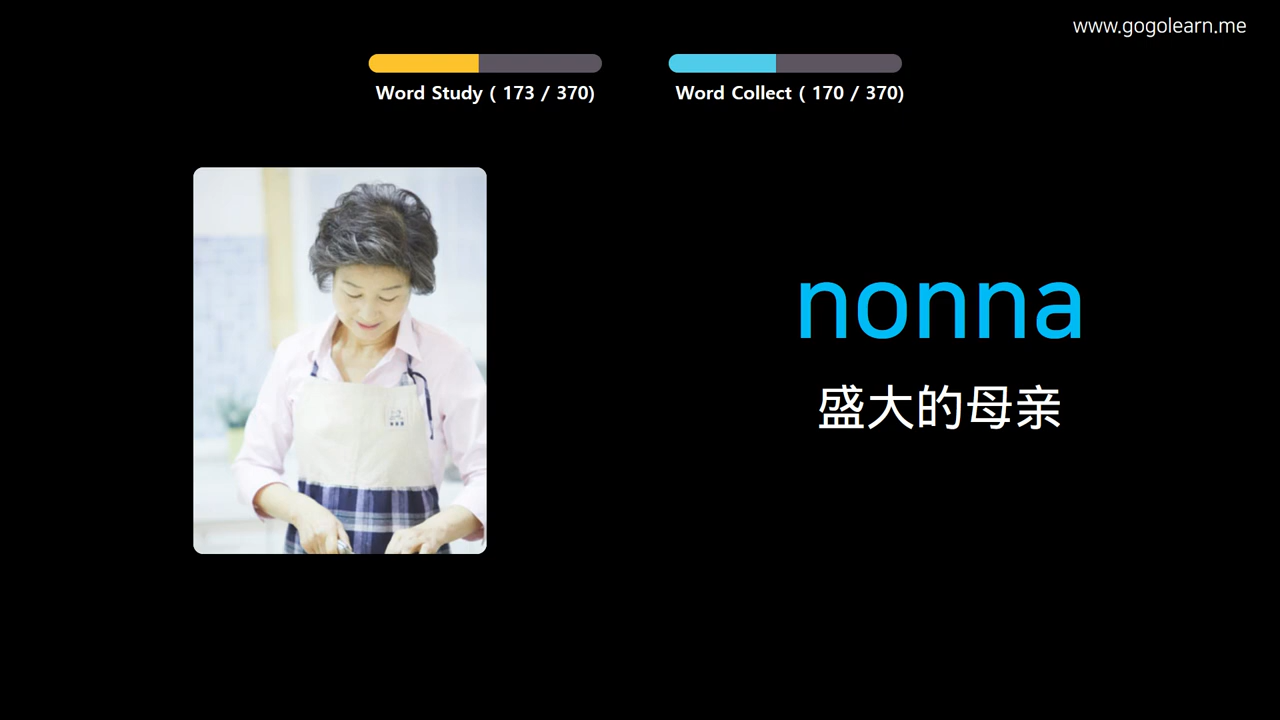 www.gogolearn.me
Word Study ( 173 / 370)
Word Collect ( 170 / 370)
nonna
盛大的母亲